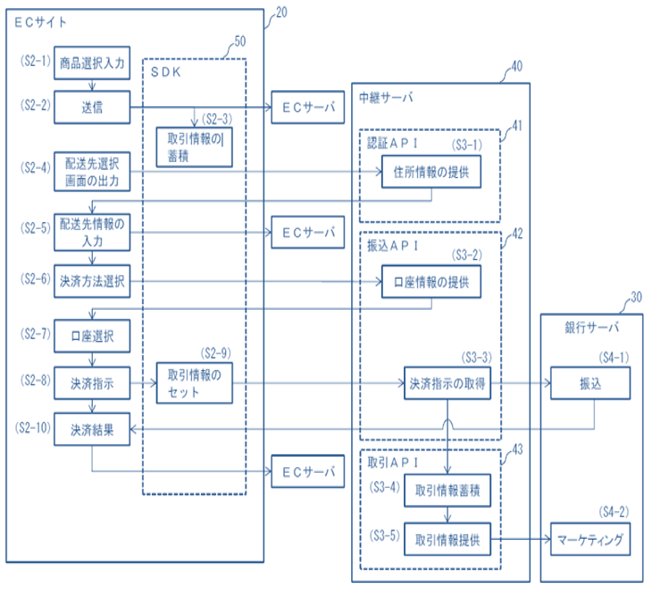 ECサイト
20
50
SDK
(S2-1)
商品選択入力
(S2-2)
送信
(S2-3)
取引情報の
蓄積
ECサーバ
(S2-4)
配送先選択
画面の出力
(S2-5)
配送先情報の
入力
ECサーバ
(S2-6)
決済方法選択
(S2-7)
口座選択
(S2-8)
決済指示
(S2-9)
取引情報の
セット
(S2-10)
決済結果
ECサーバ
40
中継サーバ
41
認証API
(S3-1)
住所情報の提供
42
振込API
(S3-2)
口座情報の提供
(S3-3)
決済指示の取得
43
取引API
(S3-4)
取引情報蓄積
(S3-5)
取引情報提供
30
銀行サーバ
(S4-1)
振込
(S4-2)
マーケティング